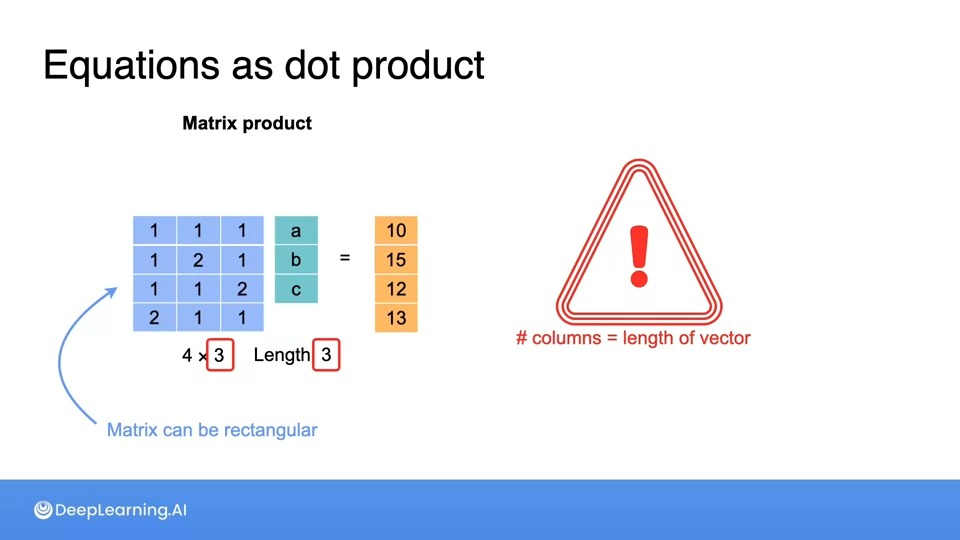 Equations as dot product
Matrix product
1 1 1 a 10
1 2 1 b = 15
1 1 2 c 12
2 1 1 13
4 × 3 Length 3
Matrix can be rectangular
!
# columns = length of vector
DeepLearning.AI